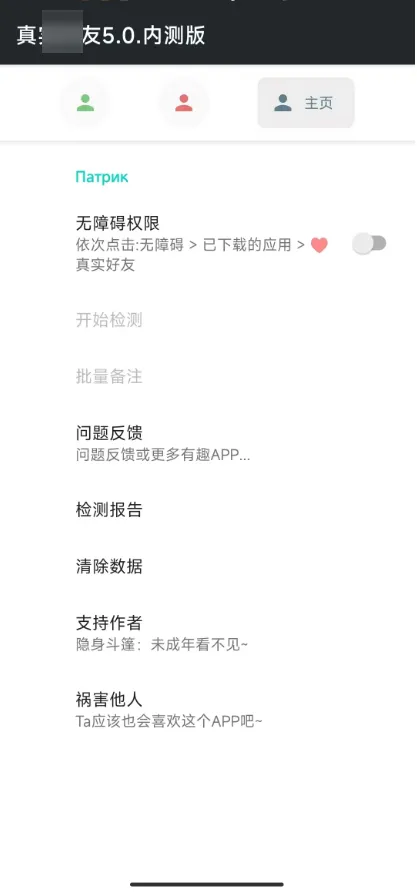 真 友5.0.内测版
主页
Патрик
无障碍权限
依次点击:无障碍 > 已下载的应用 > ❤
真实好友
开始检测
批量备注
问题反馈
问题反馈或更多有趣APP...
检测报告
清除数据
支持作者
隐身斗篷：未成年看不见~
祸害他人
Ta应该也会喜欢这个APP吧~